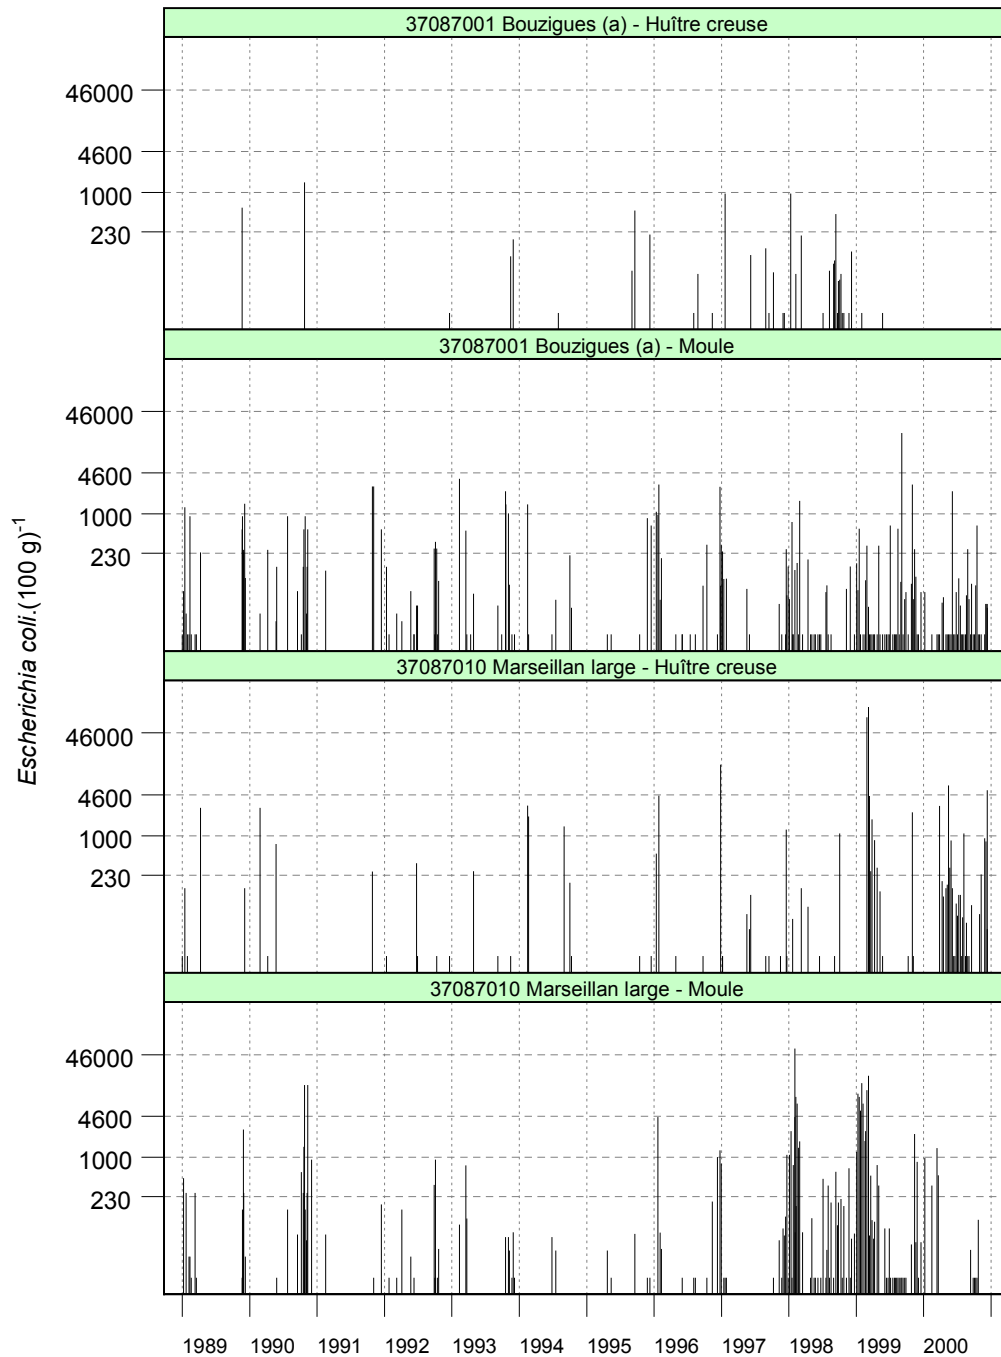 37087001 Bouzigues (a) - Huître creuse
46000
4600
1000
230
37087001 Bouzigues (a) - Moule
46000
4600
1000
230
37087010 Marseillan large - Huître creuse
46000
4600
1000
230
37087010 Marseillan large - Moule
46000
4600
1000
230
Escherichia coli.(100 g)⁻¹
1989 1990 1991 1992 1993 1994 1995 1996 1997 1998 1999 2000